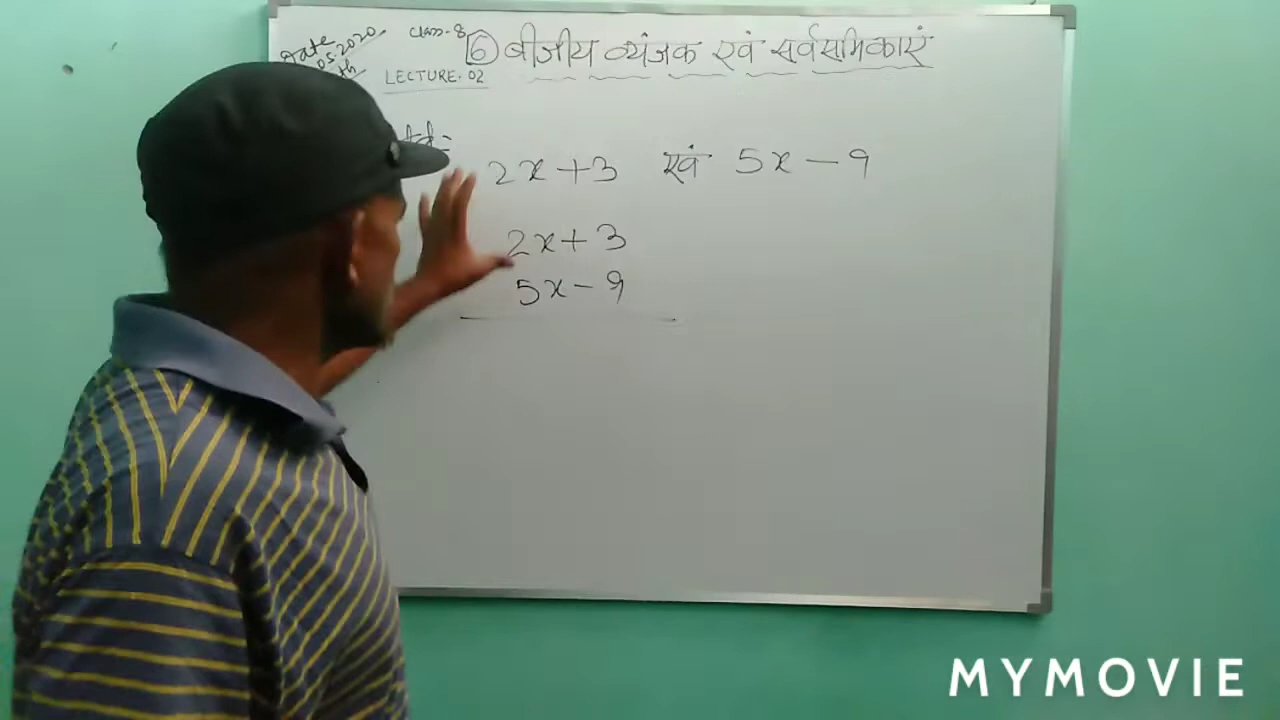 Date
05.2020
Class-8
⑥ बीजीय व्यंजक एवं सर्वसमिकाएं
LECTURE-02
2x+3 एवं 5x-9
2x+3
5x-9
MYMOVIE